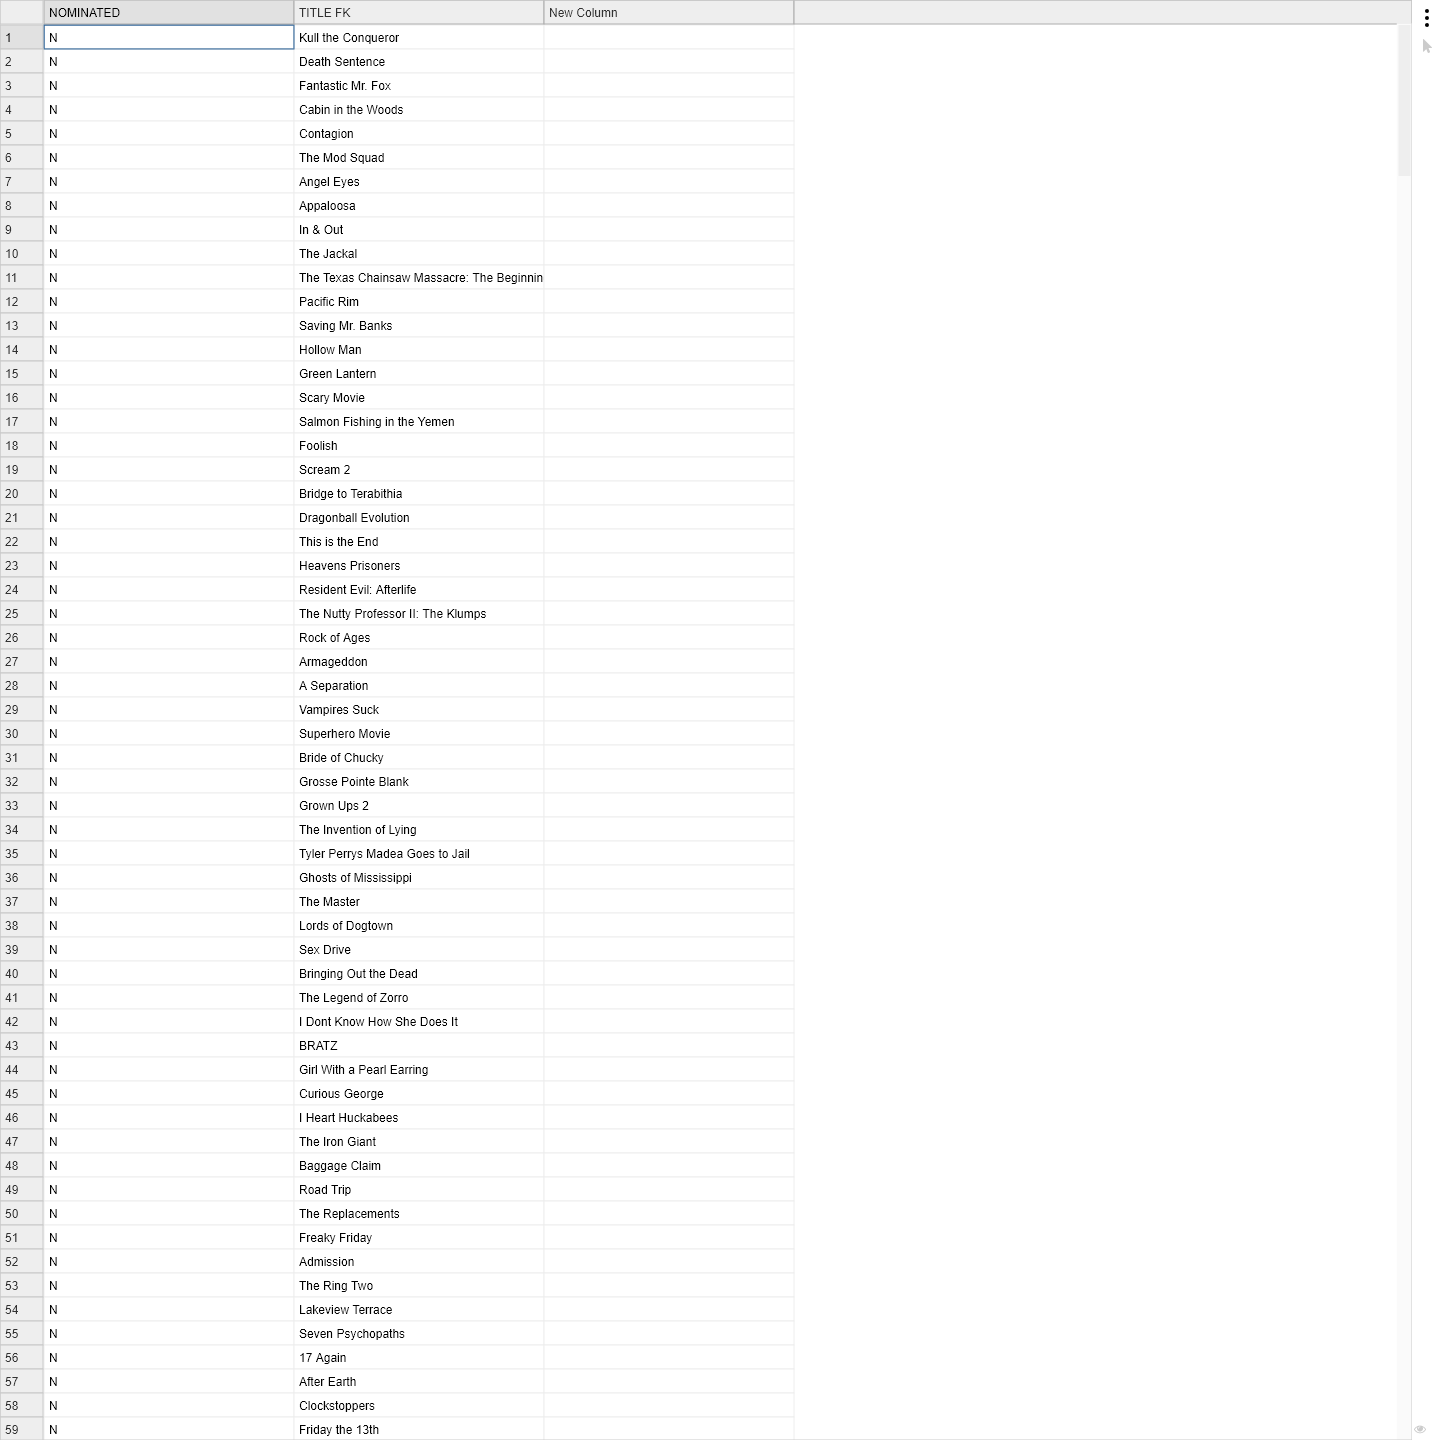 NOMINATED TITLE FK New Column
1 N Kull the Conqueror
2 N Death Sentence
3 N Fantastic Mr. Fox
4 N Cabin in the Woods
5 N Contagion
6 N The Mod Squad
7 N Angel Eyes
8 N Appaloosa
9 N In & Out
10 N The Jackal
11 N The Texas Chainsaw Massacre: The Beginnin
12 N Pacific Rim
13 N Saving Mr. Banks
14 N Hollow Man
15 N Green Lantern
16 N Scary Movie
17 N Salmon Fishing in the Yemen
18 N Foolish
19 N Scream 2
20 N Bridge to Terabithia
21 N Dragonball Evolution
22 N This is the End
23 N Heavens Prisoners
24 N Resident Evil: Afterlife
25 N The Nutty Professor II: The Klumps
26 N Rock of Ages
27 N Armageddon
28 N A Separation
29 N Vampires Suck
30 N Superhero Movie
31 N Bride of Chucky
32 N Grosse Pointe Blank
33 N Grown Ups 2
34 N The Invention of Lying
35 N Tyler Perrys Madea Goes to Jail
36 N Ghosts of Mississippi
37 N The Master
38 N Lords of Dogtown
39 N Sex Drive
40 N Bringing Out the Dead
41 N The Legend of Zorro
42 N I Dont Know How She Does It
43 N BRATZ
44 N Girl With a Pearl Earring
45 N Curious George
46 N I Heart Huckabees
47 N The Iron Giant
48 N Baggage Claim
49 N Road Trip
50 N The Replacements
51 N Freaky Friday
52 N Admission
53 N The Ring Two
54 N Lakeview Terrace
55 N Seven Psychopaths
56 N 17 Again
57 N After Earth
58 N Clockstoppers
59 N Friday the 13th